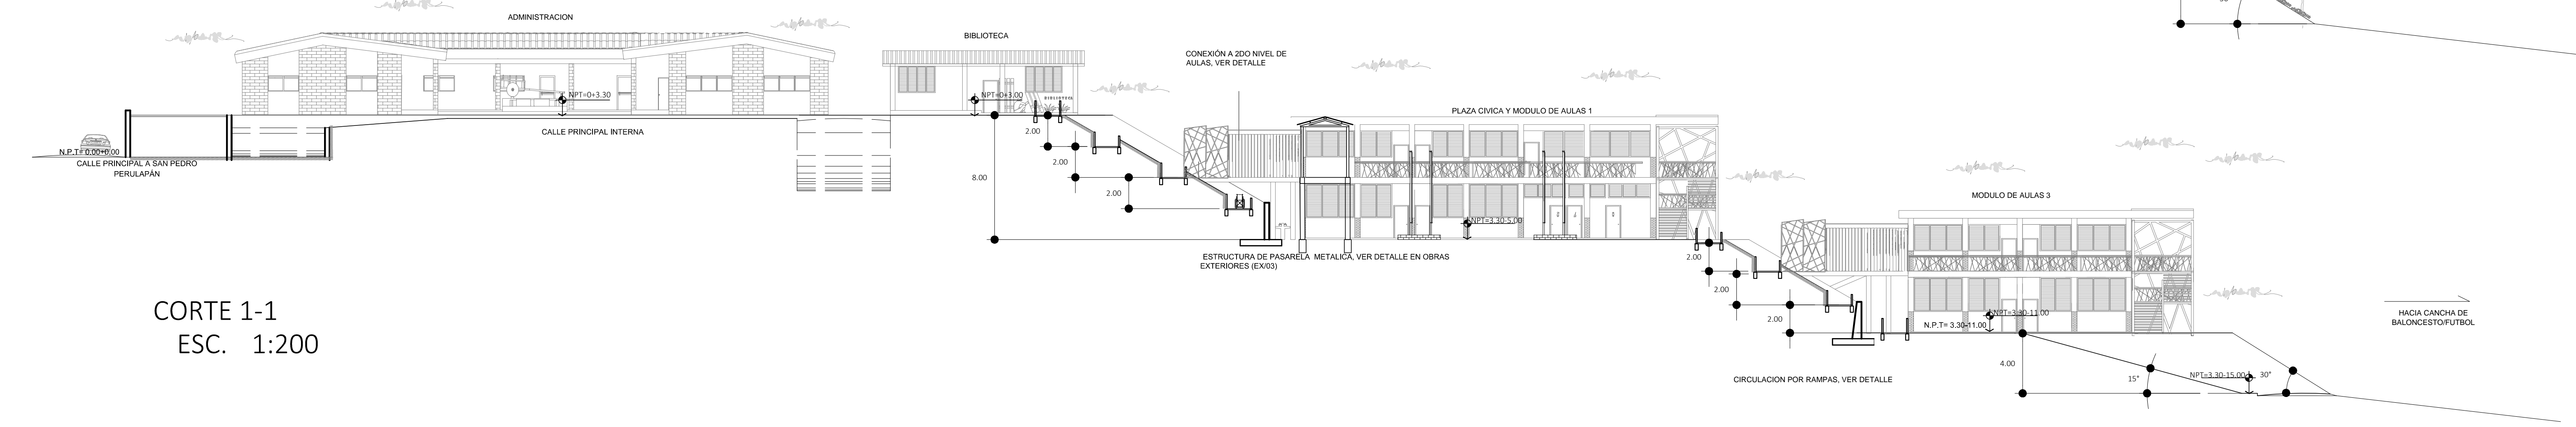 ADMINISTRACION
NPT=0+3.30
CALLE PRINCIPAL INTERNA
N.P.T= 0.00+0.00
CALLE PRINCIPAL A SAN PEDRO
PERULAPÁN
BIBLIOTECA
NPT=0+3.00
BIBLIOTECA
2.00
2.00
2.00
8.00
CONEXIÓN A 2DO NIVEL DE
AULAS, VER DETALLE
PLAZA CIVICA Y MODULO DE AULAS 1
NPT=3.30-5.00
ESTRUCTURA DE PASARELA METALICA, VER DETALLE EN OBRAS
EXTERIORES (EX/03)
2.00
2.00
2.00
MODULO DE AULAS 3
NPT=3.30-11.00
N.P.T= 3.30-11.00
CIRCULACION POR RAMPAS, VER DETALLE
4.00
15°
NPT=3.30-15.00
30°
HACIA CANCHA DE
BALONCESTO/FUTBOL
CORTE 1-1
ESC. 1:200